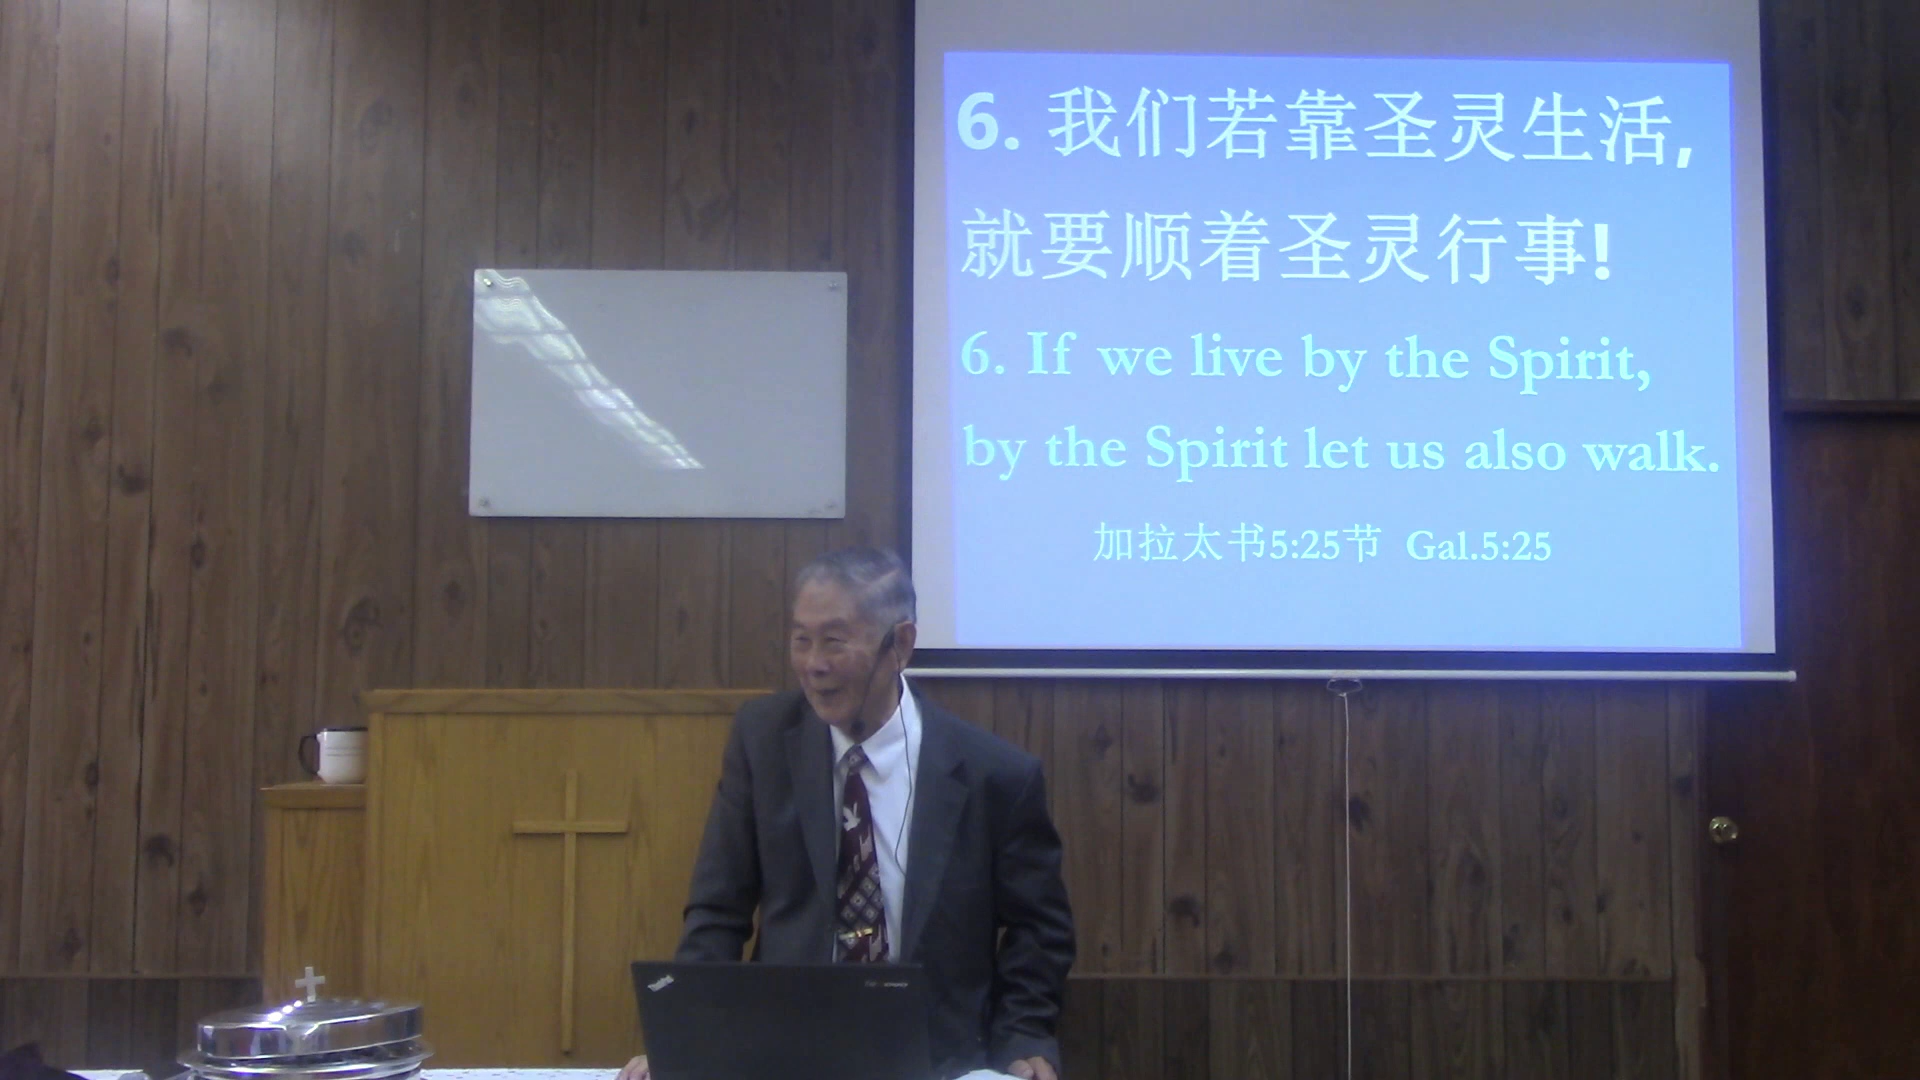 6. 我们若靠圣灵生活,
就要顺着圣灵行事!
6. If we live by the Spirit,
by the Spirit let us also walk.
加拉太书5:25节 Gal.5:25
ThinkPad